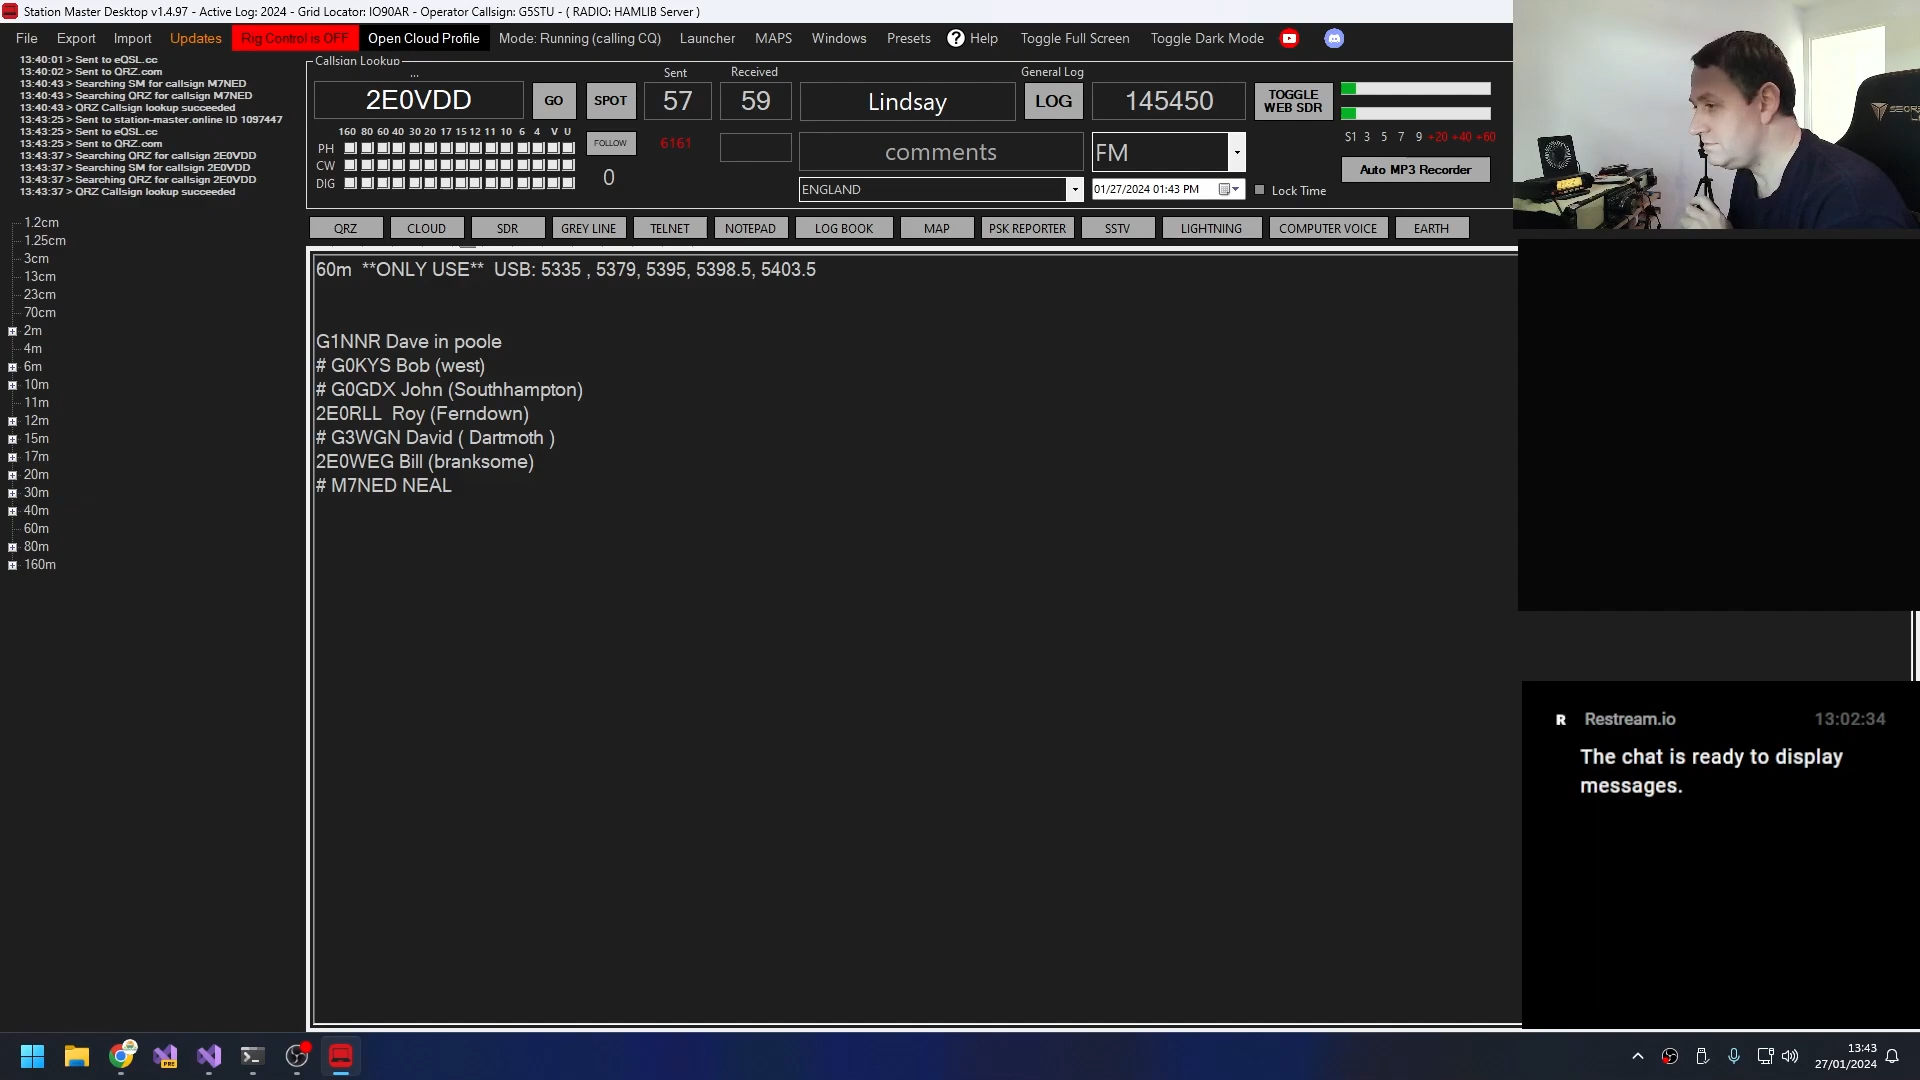 Station Master Desktop v1.4.97 - Active Log: 2024 - Grid Locator: IO90AR - Operator Callsign: G5STU - ( RADIO: HAMLIB Server )
File Export Import Updates Rig Control is OFF Open Cloud Profile Mode: Running (calling CQ) Launcher MAPS Windows Presets ? Help Toggle Full Screen Toggle Dark Mode
13:40:01 > Sent to eQSL.cc
13:40:02 > Sent to QRZ.com
13:40:43 > Searching SM for callsign M7NED
13:40:43 > Searching QRZ for callsign M7NED
13:40:43 > QRZ Callsign lookup succeeded
13:43:25 > Sent to station-master.online ID 1097447
13:43:25 > Sent to eQSL.cc
13:43:25 > Sent to QRZ.com
13:43:37 > Searching QRZ for callsign 2E0VDD
13:43:37 > Searching SM for callsign 2E0VDD
13:43:37 > Searching QRZ for callsign 2E0VDD
13:43:37 > QRZ Callsign lookup succeeded
Callsign Lookup
...
Sent Received General Log
2E0VDD GO SPOT 57 59 Lindsay LOG 145450 TOGGLE WEB SDR
160 80 60 40 30 20 17 15 12 11 10 6 4 V U
PH
CW
DIG
FOLLOW 6161 comments FM
S1 3 5 7 9 +20 +40 +60
Auto MP3 Recorder
0 ENGLAND 01/27/2024 01:43 PM Lock Time
QRZ CLOUD SDR GREY LINE TELNET NOTEPAD LOG BOOK MAP PSK REPORTER SSTV LIGHTNING COMPUTER VOICE EARTH
1.2cm
1.25cm
3cm
13cm
23cm
70cm
2m
4m
6m
10m
11m
12m
15m
17m
20m
30m
40m
60m
80m
160m
60m **ONLY USE** USB: 5335 , 5379, 5395, 5398.5, 5403.5
G1NNR Dave in poole
# G0KYS Bob (west)
# G0GDX John (Southhampton)
2E0RLL Roy (Ferndown)
# G3WGN David ( Dartmoth )
2E0WEG Bill (branksome)
# M7NED NEAL
R Restream.io 13:02:34
The chat is ready to display
messages.
13:43
27/01/2024